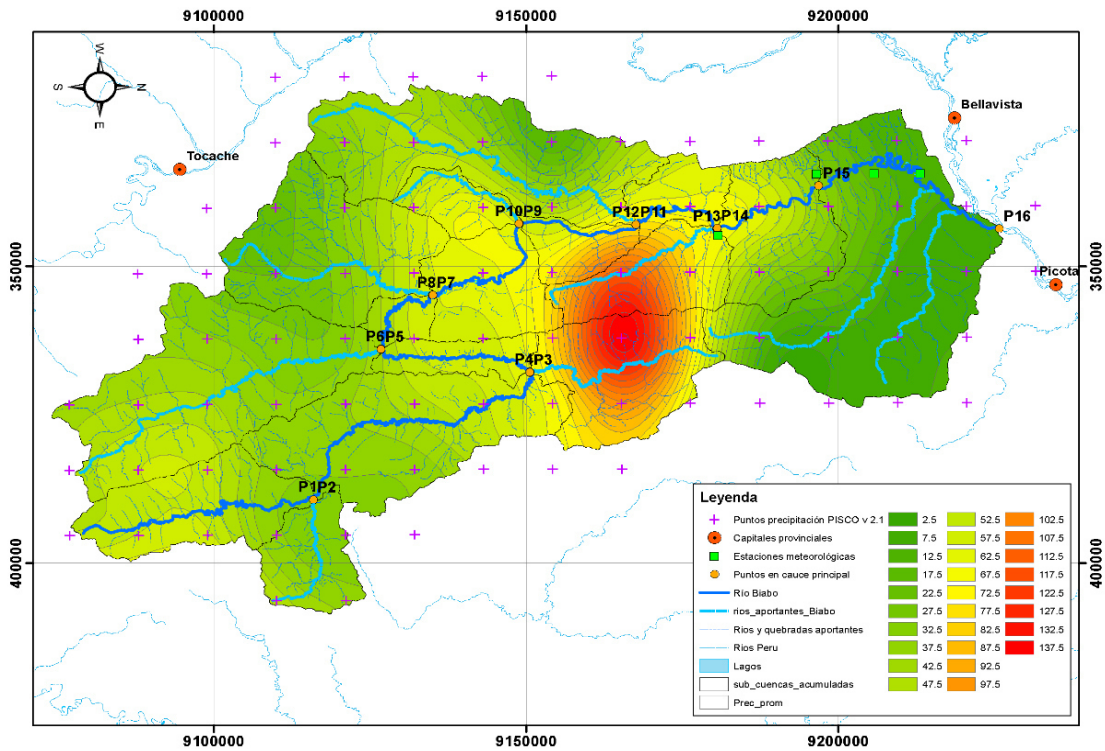 9100000 9150000 9200000
W
S N
E
Bellavista
Tocache
P15
P10P9 P12P11 P13P14 P16
350000 350000
P8P7 Picota
P6P5
P4P3
P1P2
400000 400000
Leyenda
Puntos precipitación PISCO v 2.1
Capitales provinciales
Estaciones meteorológicas
Puntos en cauce principal
Río Biabo
rios_aportantes_Biabo
Rios y quebradas aportantes
Rios Peru
Lagos
sub_cuencas_acumuladas
Prec_prom
2.5
7.5
12.5
17.5
22.5
27.5
32.5
37.5
42.5
47.5
52.5
57.5
62.5
67.5
72.5
77.5
82.5
87.5
92.5
97.5
102.5
107.5
112.5
117.5
122.5
127.5
132.5
137.5
9100000 9150000 9200000